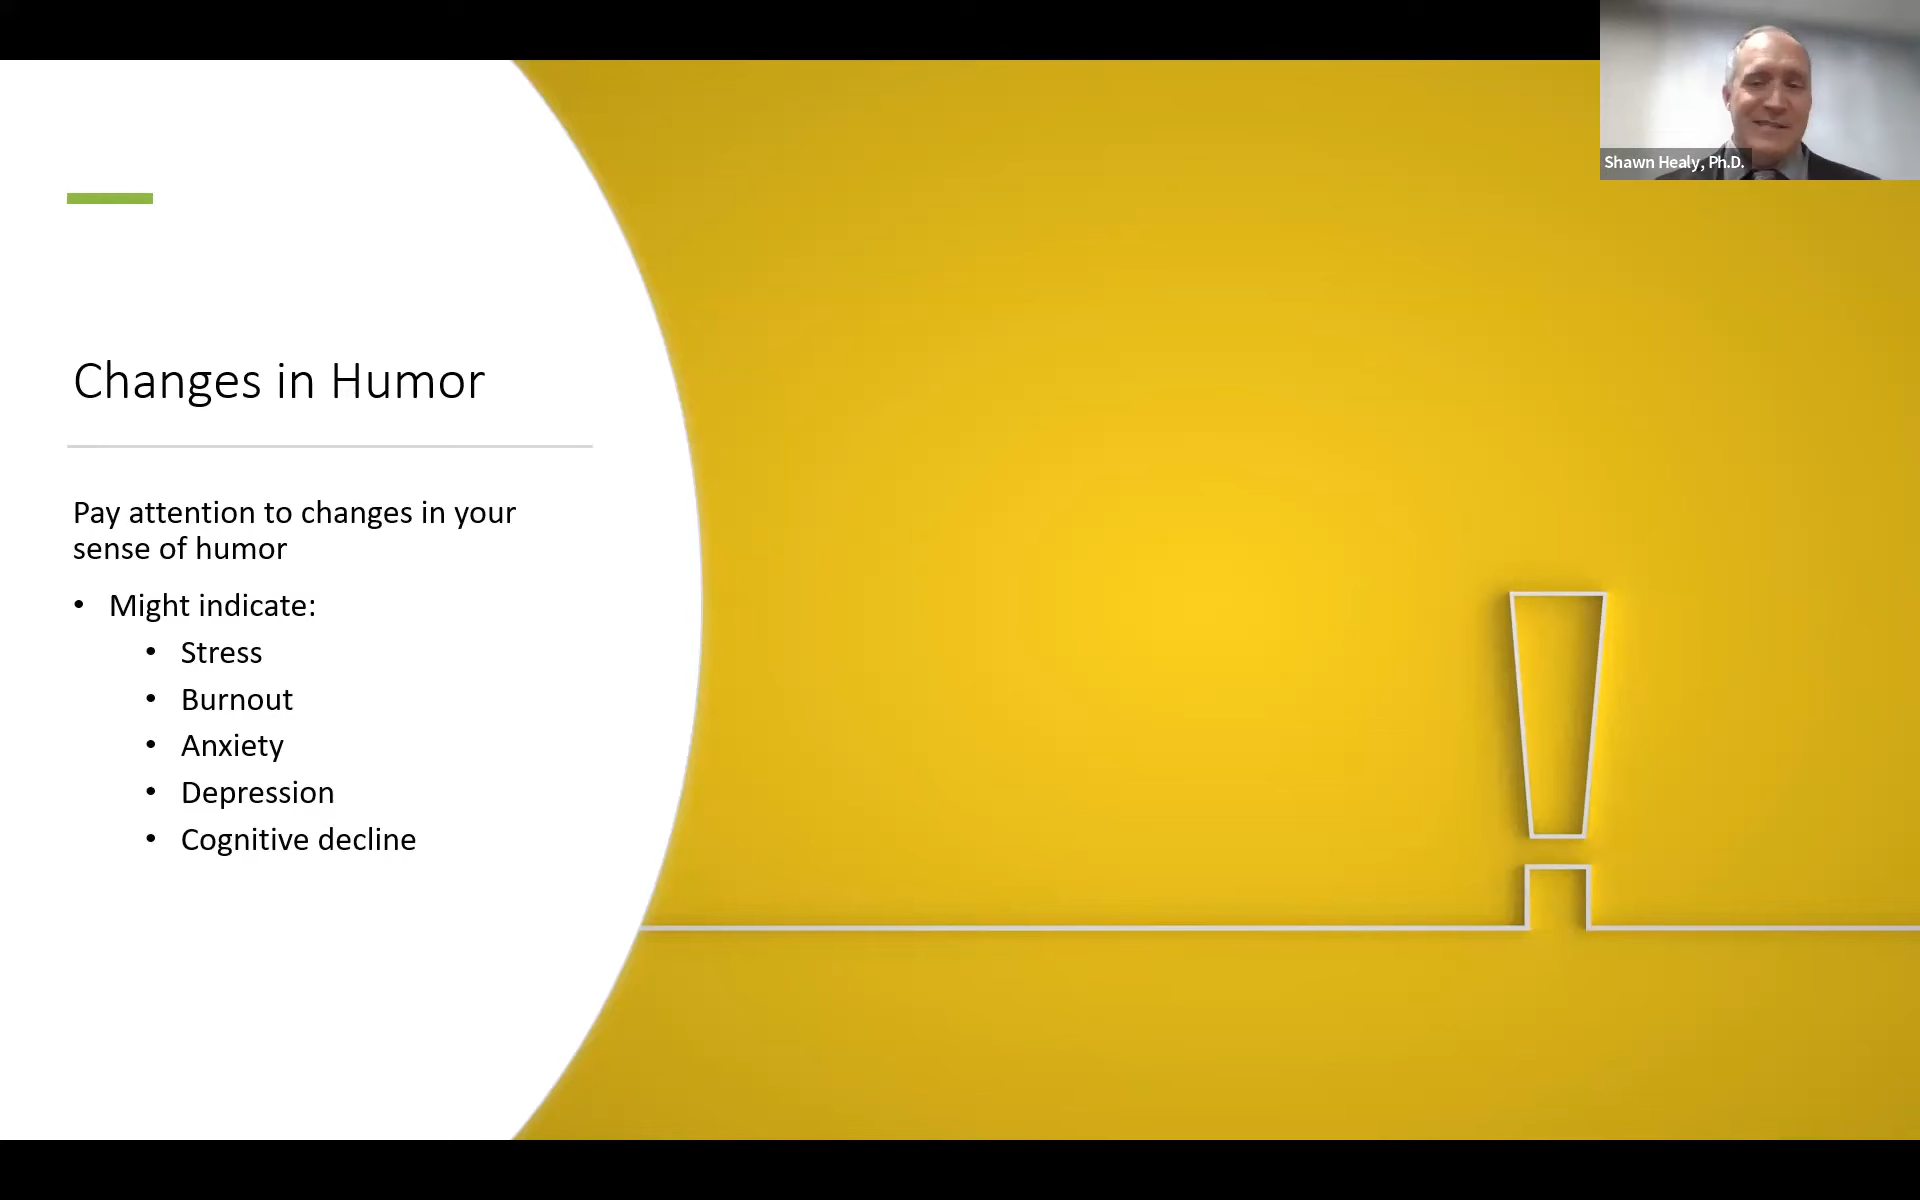 Shawn Healy, Ph.D.
Changes in Humor
Pay attention to changes in your
sense of humor
• Might indicate:
• Stress
• Burnout
• Anxiety
• Depression
• Cognitive decline